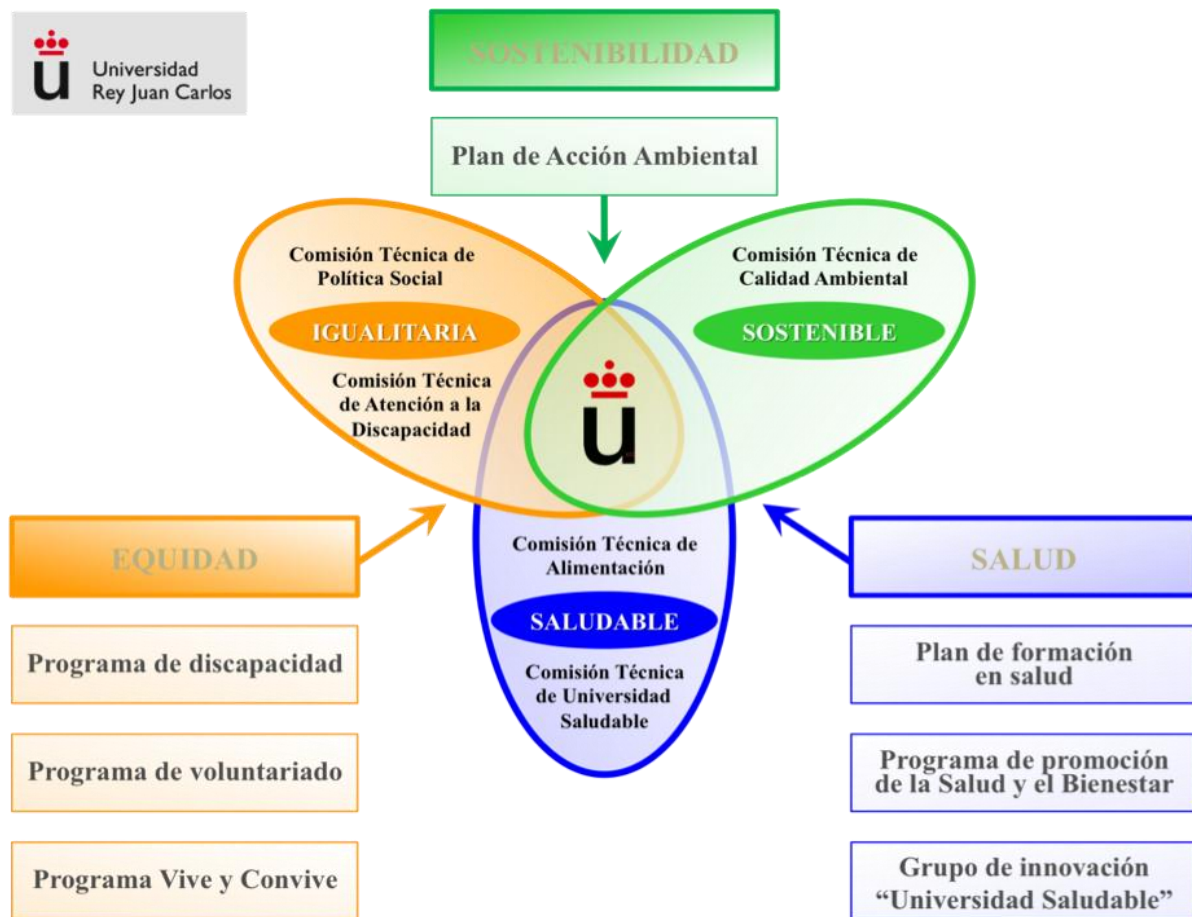 Universidad
Rey Juan Carlos
SOSTENIBILIDAD
Plan de Acción Ambiental
Comisión Técnica de
Política Social
IGUALITARIA
Comisión Técnica
de Atención a la
Discapacidad
Comisión Técnica de
Calidad Ambiental
SOSTENIBLE
u
Comisión Técnica de
Alimentación
SALUDABLE
Comisión Técnica
de Universidad
Saludable
EQUIDAD
Programa de discapacidad
Programa de voluntariado
Programa Vive y Convive
SALUD
Plan de formación
en salud
Programa de promoción
de la Salud y el Bienestar
Grupo de innovación
“Universidad Saludable”